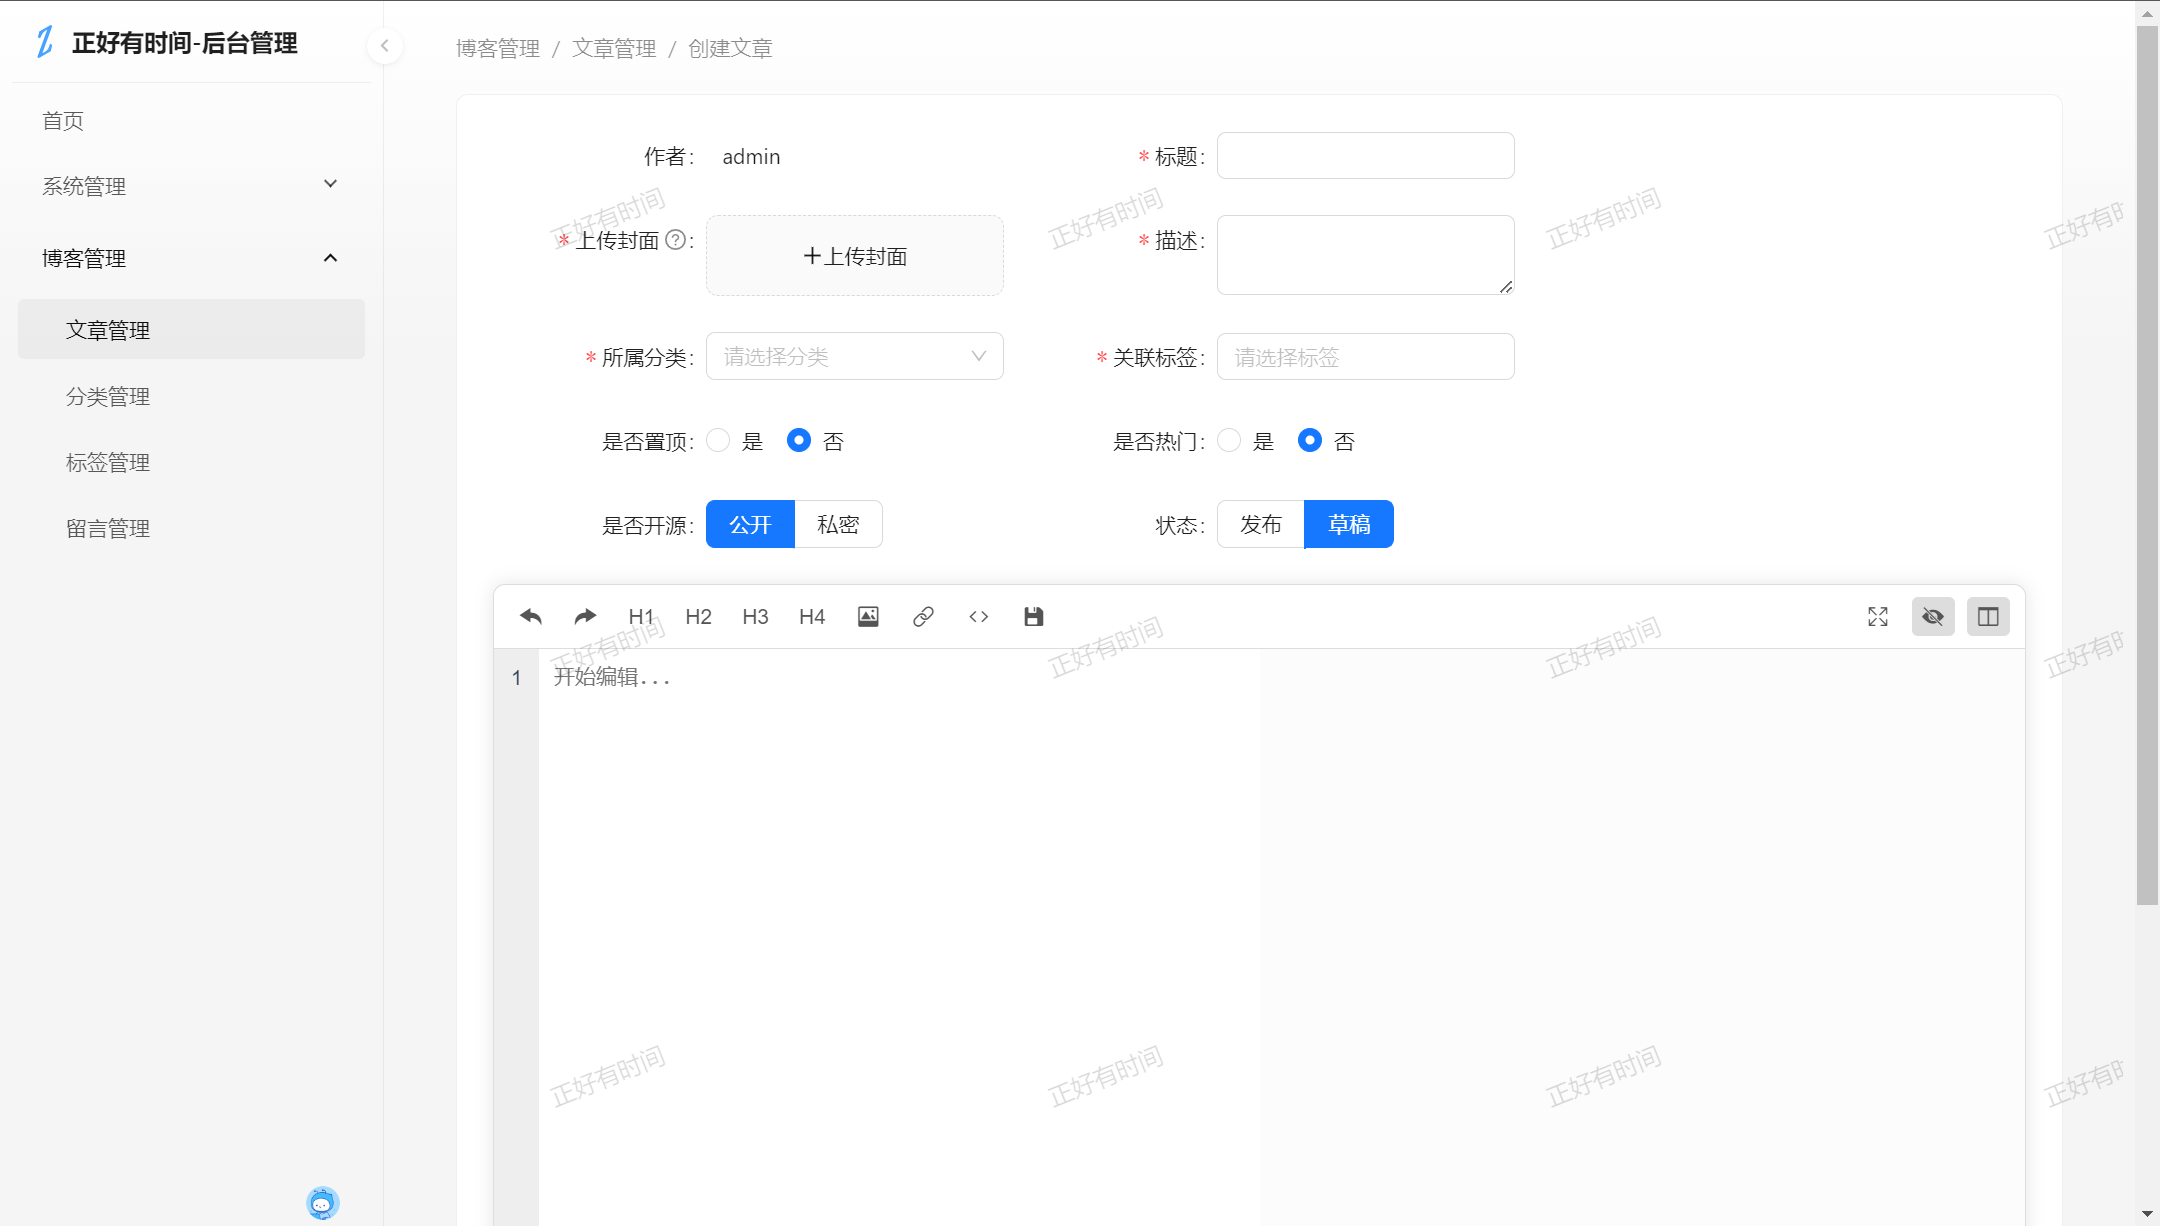 正好有时间-后台管理
博客管理 / 文章管理 / 创建文章
首页
系统管理
博客管理
文章管理
分类管理
标签管理
留言管理
作者: admin
* 标题:
* 上传封面 ? :
+上传封面
* 描述:
* 所属分类: 请选择分类
* 关联标签: 请选择标签
是否置顶: 是 否
是否热门: 是 否
是否开源: 公开 私密
状态: 发布 草稿
H1 H2 H3 H4
1 开始编辑...
正好有时间
正好有时间
正好有时间
正好有时
正好有时间
正好有时间
正好有时间
正好有时
正好有时间
正好有时间
正好有时间
正好有时